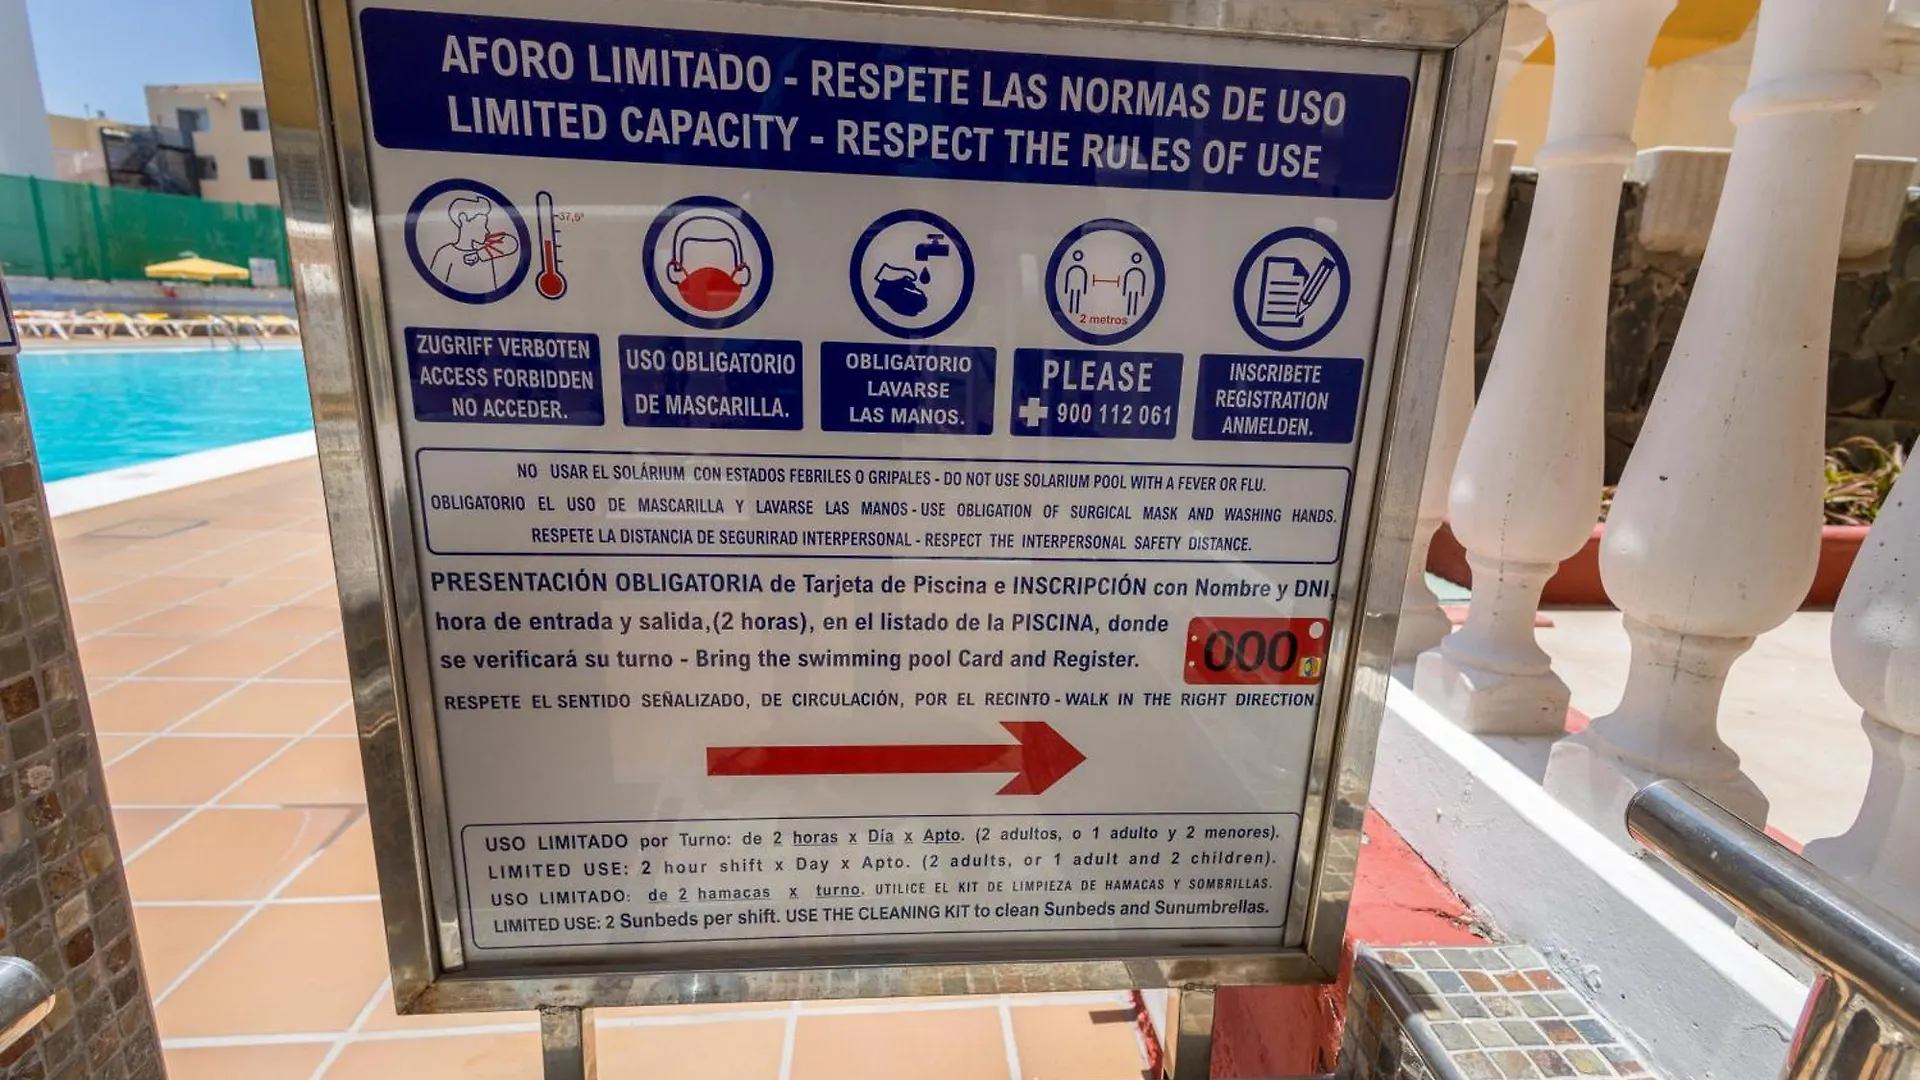 AFORO LIMITADO - RESPETE LAS NORMAS DE USO
LIMITED CAPACITY - RESPECT THE RULES OF USE
37,5º
2 metros
ZUGRIFF VERBOTEN
ACCESS FORBIDDEN
NO ACCEDER.
USO OBLIGATORIO
DE MASCARILLA.
OBLIGATORIO
LAVARSE
LAS MANOS.
PLEASE
900 112 061
INSCRIBETE
REGISTRATION
ANMELDEN.
NO USAR EL SOLÁRIUM CON ESTADOS FEBRILES O GRIPALES - DO NOT USE SOLARIUM POOL WITH A FEVER OR FLU.
OBLIGATORIO EL USO DE MASCARILLA Y LAVARSE LAS MANOS - USE OBLIGATION OF SURGICAL MASK AND WASHING HANDS.
RESPETE LA DISTANCIA DE SEGURIRAD INTERPERSONAL - RESPECT THE INTERPERSONAL SAFETY DISTANCE.
PRESENTACIÓN OBLIGATORIA de Tarjeta de Piscina e INSCRIPCIÓN con Nombre y DNI,
hora de entrada y salida,(2 horas), en el listado de la PISCINA, donde
se verificará su turno - Bring the swimming pool Card and Register.
000
RESPETE EL SENTIDO SEÑALIZADO, DE CIRCULACIÓN, POR EL RECINTO - WALK IN THE RIGHT DIRECTION.
USO LIMITADO por Turno: de 2 horas x Día x Apto. (2 adultos, o 1 adulto y 2 menores).
LIMITED USE: 2 hour shift x Day x Apto. (2 adults, or 1 adult and 2 children).
USO LIMITADO: de 2 hamacas x turno. UTILICE EL KIT DE LIMPIEZA DE HAMACAS Y SOMBRILLAS.
LIMITED USE: 2 Sunbeds per shift. USE THE CLEANING KIT to clean Sunbeds and Sunumbrellas.